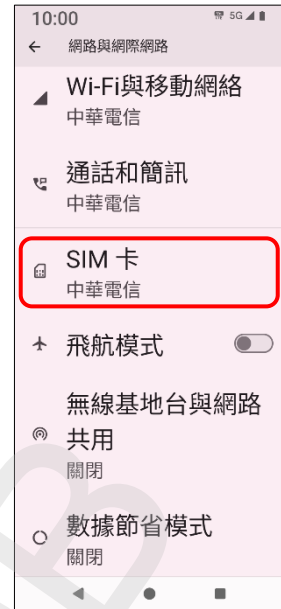 10:00 5G
網路與網際網路
Wi-Fi與移動網絡
中華電信
通話和簡訊
中華電信
SIM 卡
中華電信
飛航模式
無線基地台與網路
共用
關閉
數據節省模式
關閉